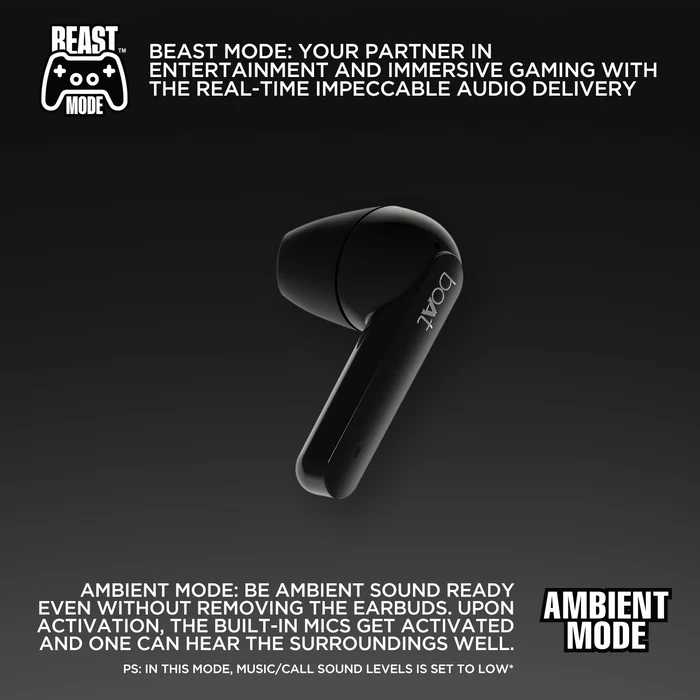 BEAST
MODE
™
BEAST MODE: YOUR PARTNER IN
ENTERTAINMENT AND IMMERSIVE GAMING WITH
THE REAL-TIME IMPECCABLE AUDIO DELIVERY
boAt
AMBIENT MODE: BE AMBIENT SOUND READY
EVEN WITHOUT REMOVING THE EARBUDS. UPON
ACTIVATION, THE BUILT-IN MICS GET ACTIVATED
AND ONE CAN HEAR THE SURROUNDINGS WELL.
PS: IN THIS MODE, MUSIC/CALL SOUND LEVELS IS SET TO LOW*
AMBIENT
MODE